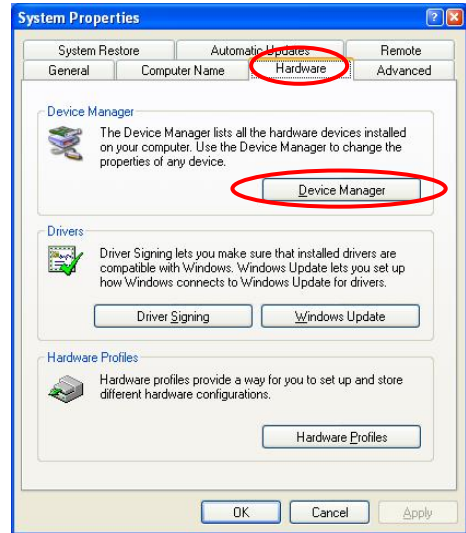 System Properties
System Restore Automatic Updates Remote
General Computer Name Hardware Advanced
Device Manager
The Device Manager lists all the hardware devices installed
on your computer. Use the Device Manager to change the
properties of any device.
Device Manager
Drivers
Driver Signing lets you make sure that installed drivers are
compatible with Windows. Windows Update lets you set up
how Windows connects to Windows Update for drivers.
Driver Signing Windows Update
Hardware Profiles
Hardware profiles provide a way for you to set up and store
different hardware configurations.
Hardware Profiles
OK Cancel Apply